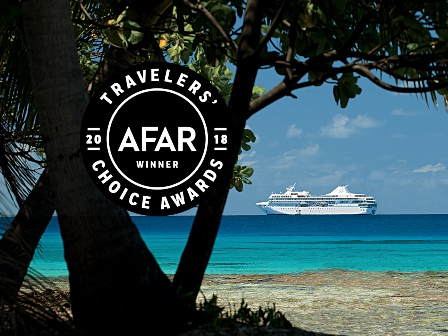 TRAVELERS'
AFAR
20 18
WINNER
CHOICE AWARDS